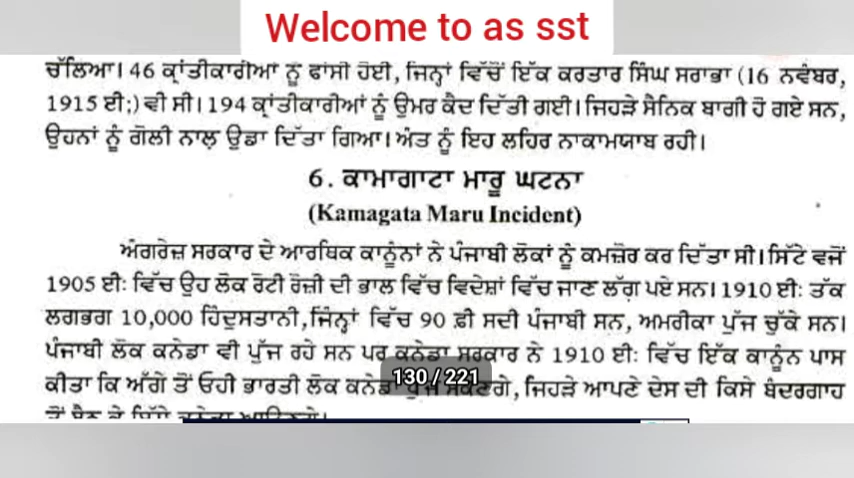 Welcome to as sst
ਚੱਲਿਆ। 46 ਕ੍ਰਾਂਤੀਕਾਰੀਆਂ ਨੂੰ ਫਾਂਸੀ ਹੋਈ, ਜਿਨ੍ਹਾਂ ਵਿੱਚੋਂ ਇੱਕ ਕਰਤਾਰ ਸਿੰਘ ਸਰਾਭਾ (16 ਨਵੰਬਰ,
1915 ਈ:) ਵੀ ਸੀ। 194 ਕ੍ਰਾਂਤੀਕਾਰੀਆਂ ਨੂੰ ਉਮਰ ਕੈਦ ਦਿੱਤੀ ਗਈ। ਜਿਹੜੇ ਸੈਨਿਕ ਬਾਗੀ ਹੋ ਗਏ ਸਨ,
ਉਹਨਾਂ ਨੂੰ ਗੋਲੀ ਨਾਲ਼ ਉਡਾ ਦਿੱਤਾ ਗਿਆ। ਅੰਤ ਨੂੰ ਇਹ ਲਹਿਰ ਨਾਕਾਮਯਾਬ ਰਹੀ।
6. ਕਾਮਾਗਾਟਾ ਮਾਰੂ ਘਟਨਾ
(Kamagata Maru Incident)
ਅੰਗਰੇਜ਼ ਸਰਕਾਰ ਦੇ ਆਰਥਿਕ ਕਾਨੂੰਨਾਂ ਨੇ ਪੰਜਾਬੀ ਲੋਕਾਂ ਨੂੰ ਕਮਜ਼ੋਰ ਕਰ ਦਿੱਤਾ ਸੀ। ਸਿੱਟੇ ਵਜੋਂ
1905 ਈ: ਵਿੱਚ ਉਹ ਲੋਕ ਰੋਟੀ ਰੋਜ਼ੀ ਦੀ ਭਾਲ ਵਿੱਚ ਵਿਦੇਸ਼ਾਂ ਵਿੱਚ ਜਾਣ ਲੱਗ ਪਏ ਸਨ। 1910 ਈ: ਤੱਕ
ਲਗਭਗ 10,000 ਹਿੰਦੁਸਤਾਨੀ, ਜਿੰਨ੍ਹਾਂ ਵਿੱਚ 90 ਫ਼ੀ ਸਦੀ ਪੰਜਾਬੀ ਸਨ, ਅਮਰੀਕਾ ਪੁੱਜ ਚੁੱਕੇ ਸਨ।
ਪੰਜਾਬੀ ਲੋਕ ਕਨੇਡਾ ਵੀ ਪੁੱਜ ਰਹੇ ਸਨ ਪਰ ਕਨੇਡਾ ਸਰਕਾਰ ਨੇ 1910 ਈ: ਵਿੱਚ ਇੱਕ ਕਾਨੂੰਨ ਪਾਸ
ਕੀਤਾ ਕਿ ਅੱਗੇ ਤੋਂ ਓਹੀ ਭਾਰਤੀ ਲੋਕ ਕਨੇਡਾ ਜਿਹੜੇ ਆਪਣੇ ਦੇਸ ਦੀ ਕਿਸੇ ਬੰਦਰਗਾਹ
130 / 221